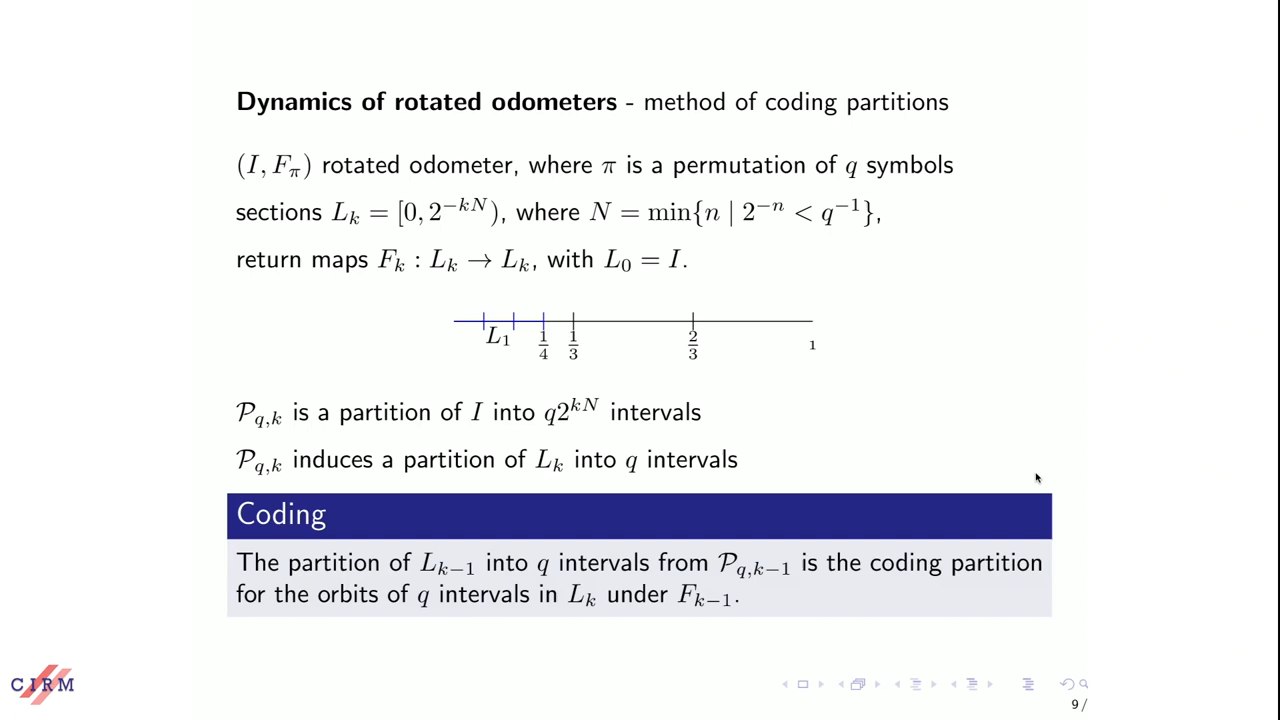 Dynamics of rotated odometers - method of coding partitions
(I, F_π) rotated odometer, where π is a permutation of q symbols
sections L_k = [0, 2^{-kN}), where N = min{n | 2^{-n} < q^{-1}},
return maps F_k : L_k → L_k, with L_0 = I.
L_1 1/4 1/3 2/3 1
𝒫_{q,k} is a partition of I into q2^{kN} intervals
𝒫_{q,k} induces a partition of L_k into q intervals
Coding
The partition of L_{k−1} into q intervals from 𝒫_{q,k−1} is the coding partition
for the orbits of q intervals in L_k under F_{k−1}.
CIRM
9 /